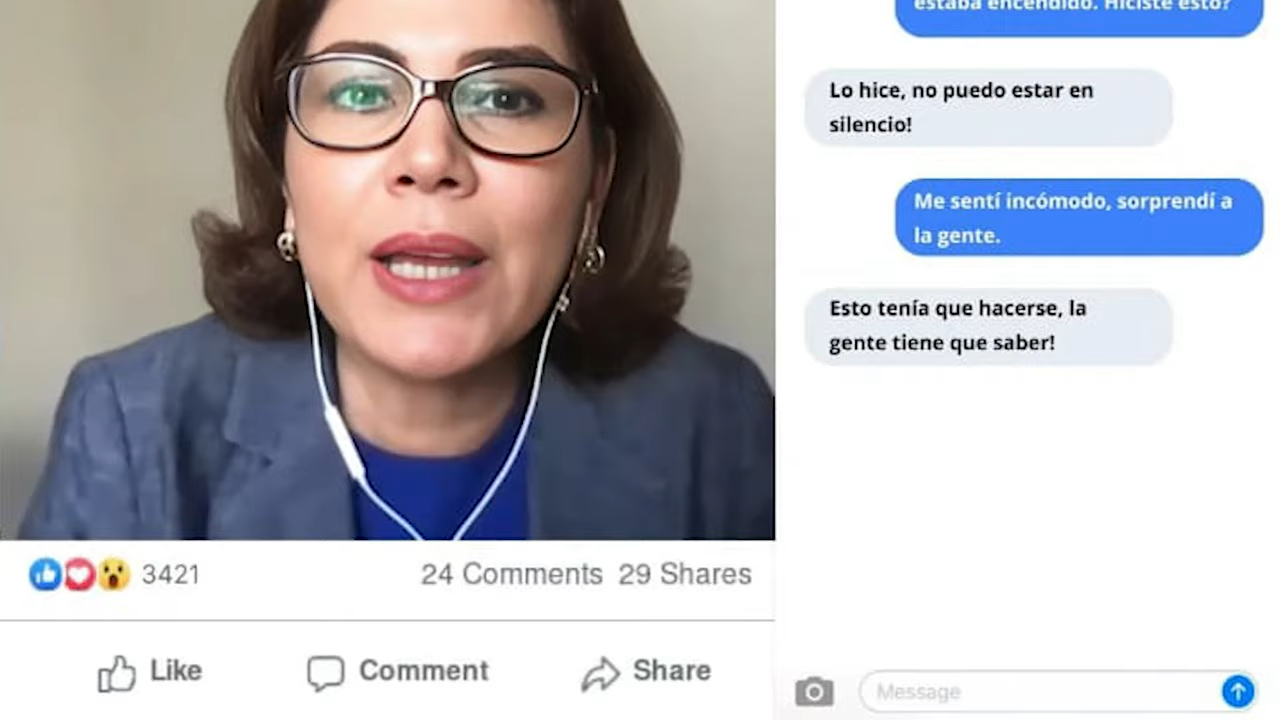 3421
24 Comments 29 Shares
Like
Comment
Share
estaba encendido. Hiciste esto?
Lo hice, no puedo estar en
silencio!
Me sentí incómodo, sorprendí a
la gente.
Esto tenía que hacerse, la
gente tiene que saber!
Message